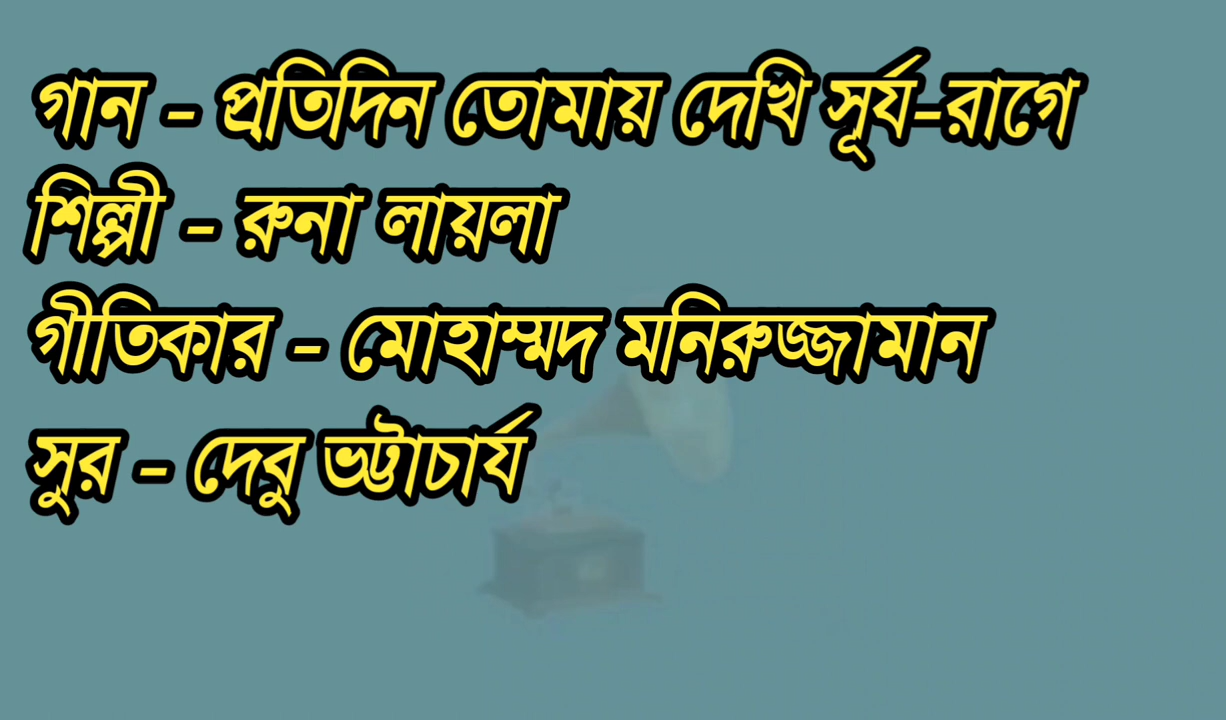 গান - প্রতিদিন তোমায় দেখি সূর্য-রাগে
শিল্পী - রুনা লায়লা
গীতিকার - মোহাম্মদ মনিরুজ্জামান
সুর - দেবু ভট্টাচার্য